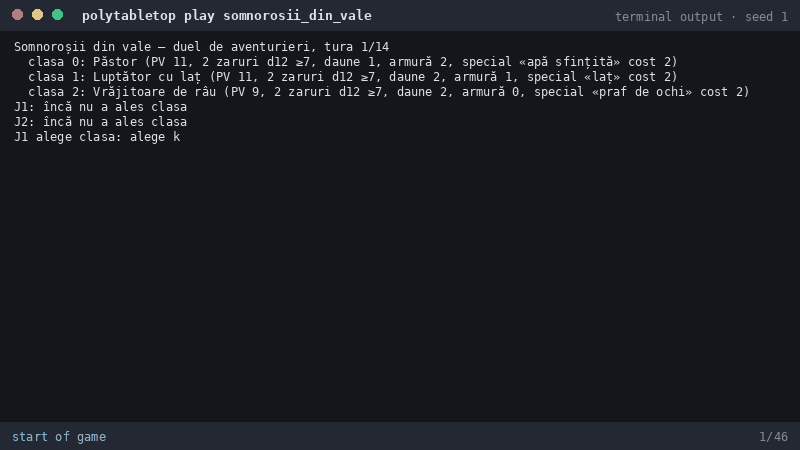 polytabletop play somnorosii_din_vale
terminal output · seed 1
Somnoroșii din vale — duel de aventurieri, tura 1/14
clasa 0: Păstor (PV 11, 2 zaruri d12 ≥7, daune 1, armură 2, special «apă sfințită» cost 2)
clasa 1: Luptător cu laț (PV 11, 2 zaruri d12 ≥7, daune 2, armură 1, special «laț» cost 2)
clasa 2: Vrăjitoare de râu (PV 9, 2 zaruri d12 ≥7, daune 2, armură 0, special «praf de ochi» cost 2)
J1: încă nu a ales clasa
J2: încă nu a ales clasa
J1 alege clasa: alege k
start of game
1/46